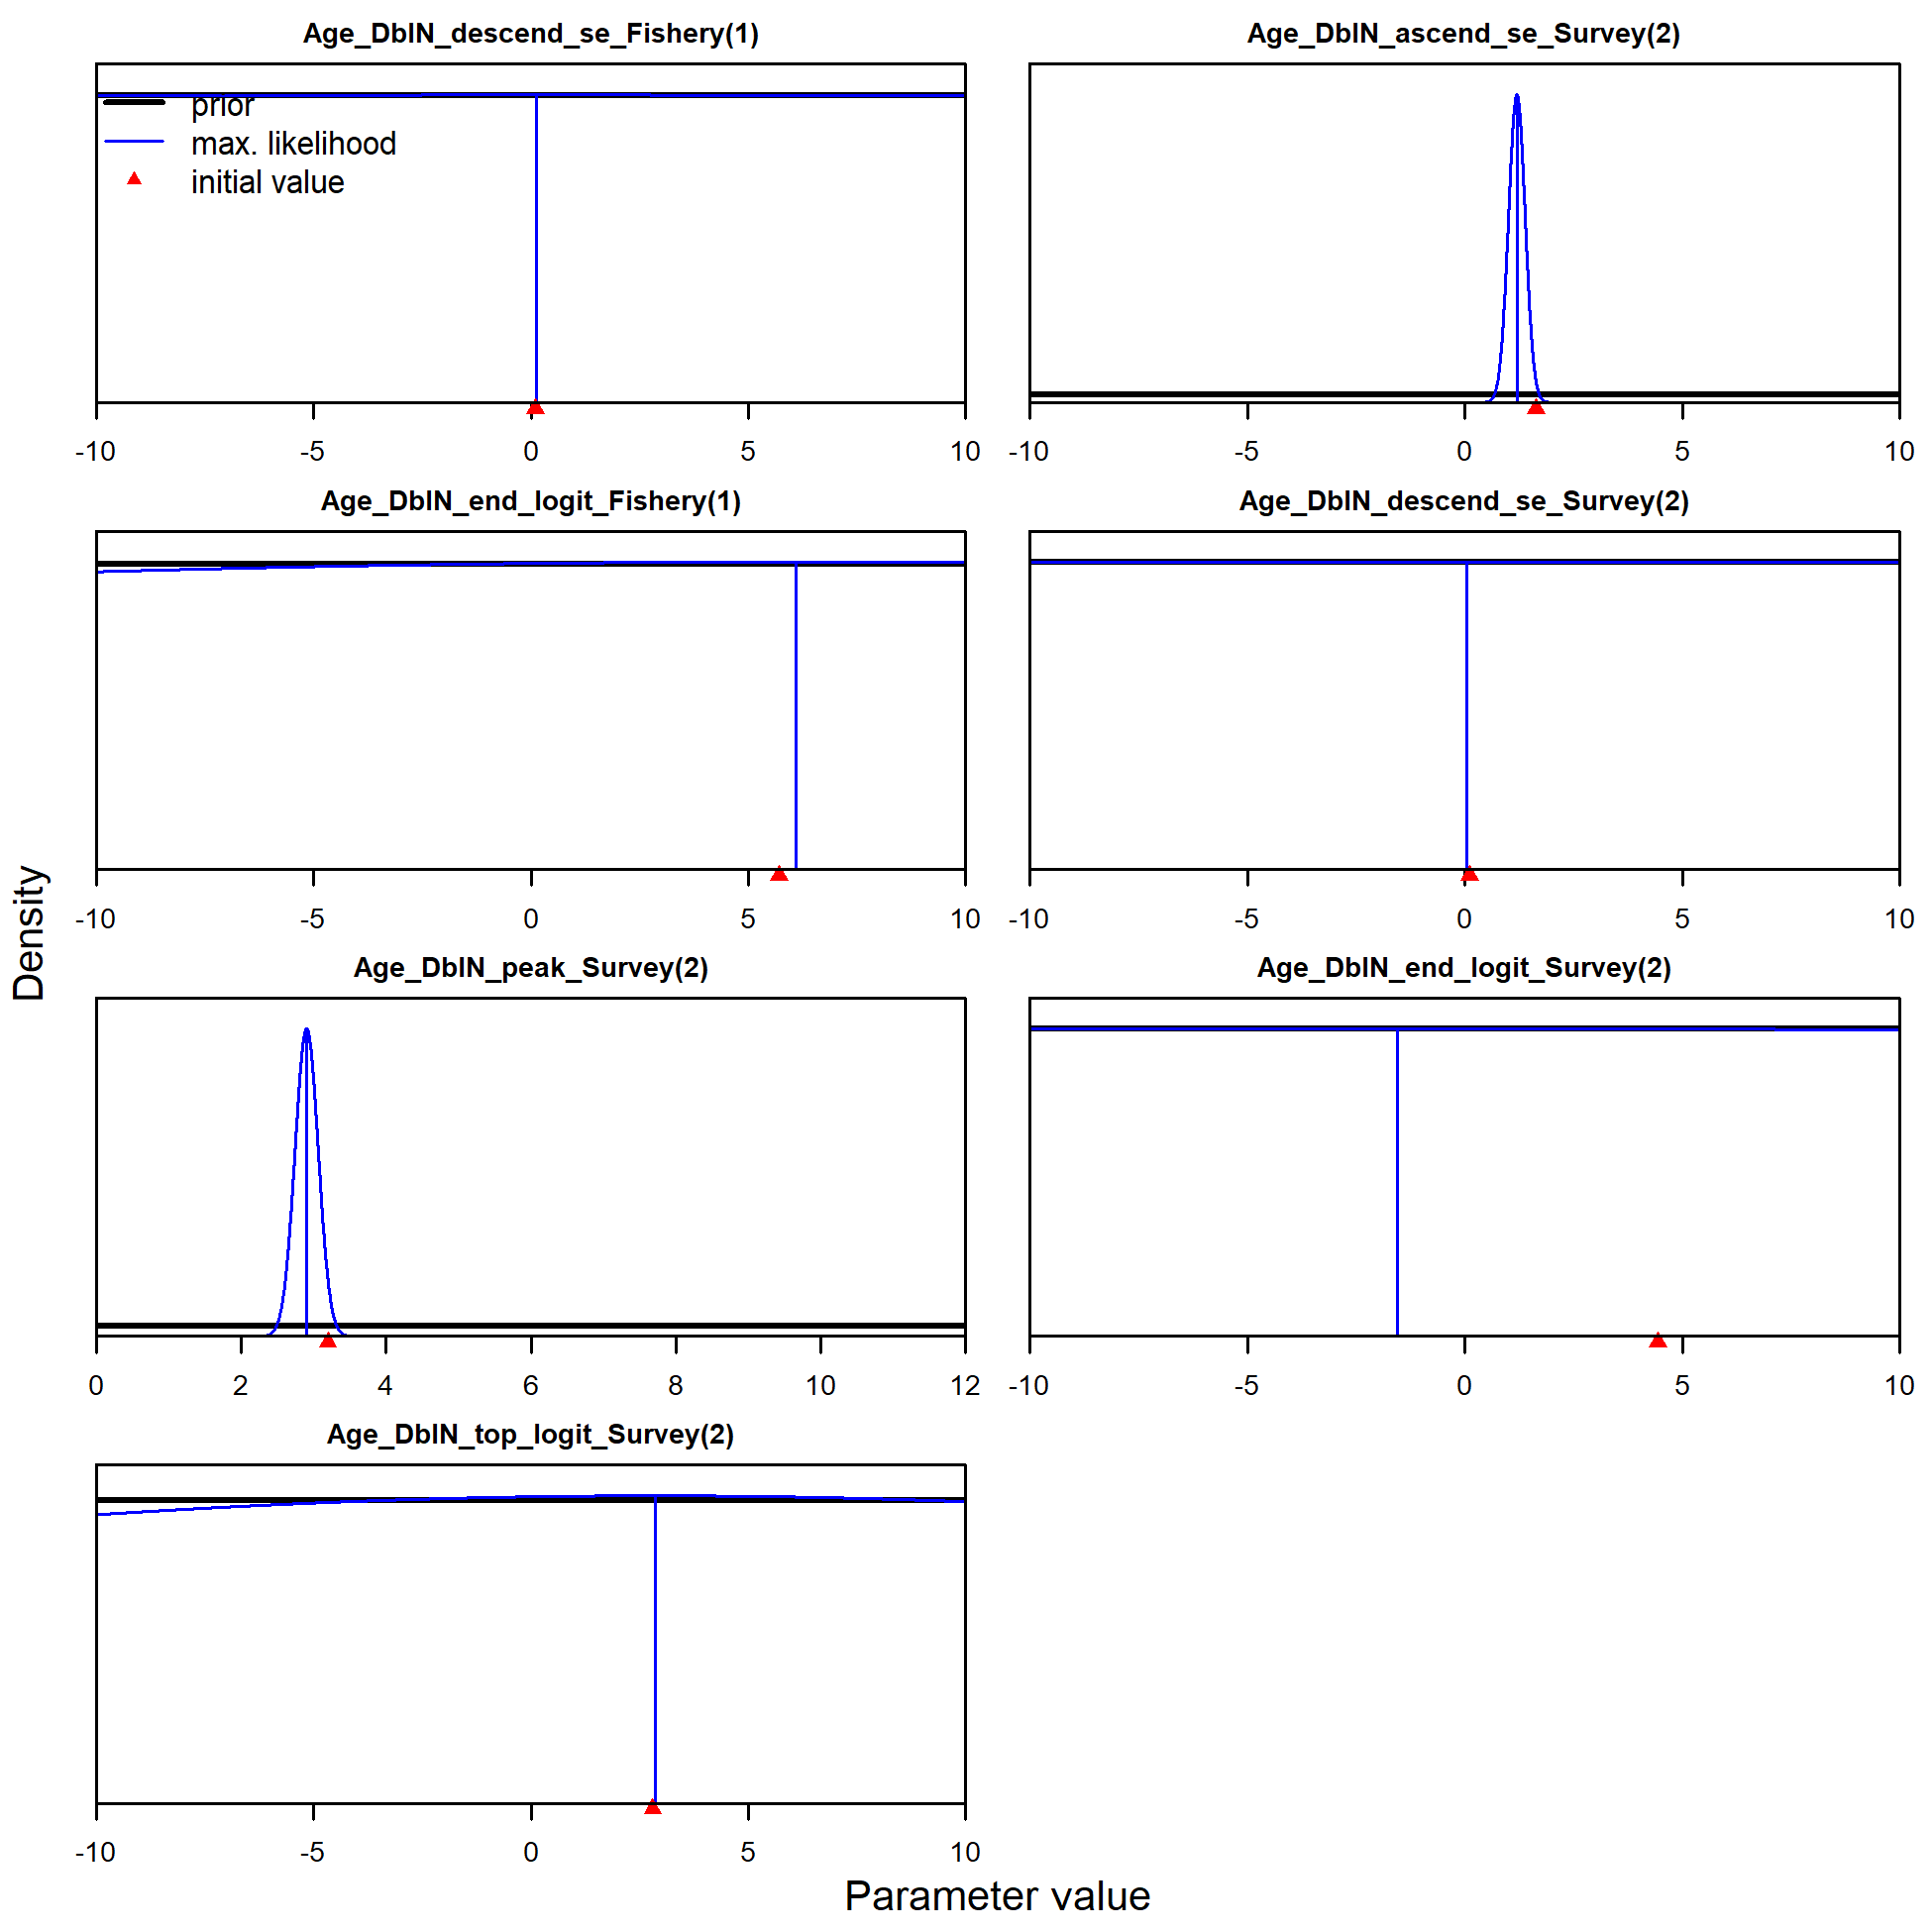 Age_DblN_descend_se_Fishery(1)
prior
max. likelihood
initial value
-10 -5 0 5 10
Age_DblN_ascend_se_Survey(2)
-10 -5 0 5 10
Age_DblN_end_logit_Fishery(1)
-10 -5 0 5 10
Age_DblN_descend_se_Survey(2)
-10 -5 0 5 10
Age_DblN_peak_Survey(2)
0 2 4 6 8 10 12
Age_DblN_end_logit_Survey(2)
-10 -5 0 5 10
Age_DblN_top_logit_Survey(2)
-10 -5 0 5 10
Density
Parameter value